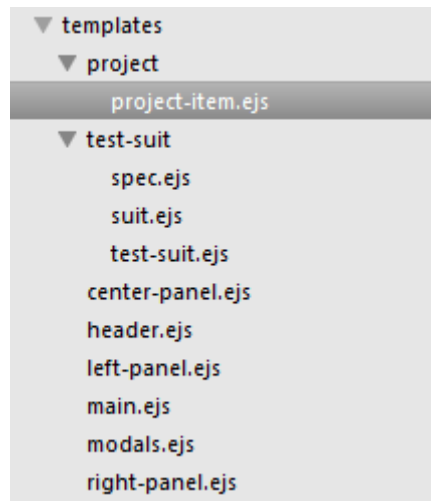 templates
project
project-item.ejs
test-suit
spec.ejs
suit.ejs
test-suit.ejs
center-panel.ejs
header.ejs
left-panel.ejs
main.ejs
modals.ejs
right-panel.ejs